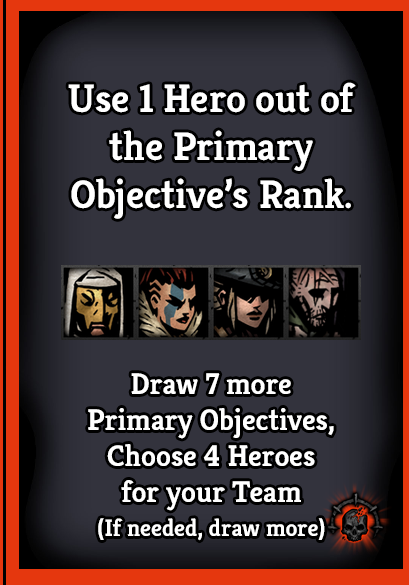 Use 1 Hero out of
the Primary
Objective’s Rank.
Draw 7 more
Primary Objectives,
Choose 4 Heroes
for your Team
(If needed, draw more)